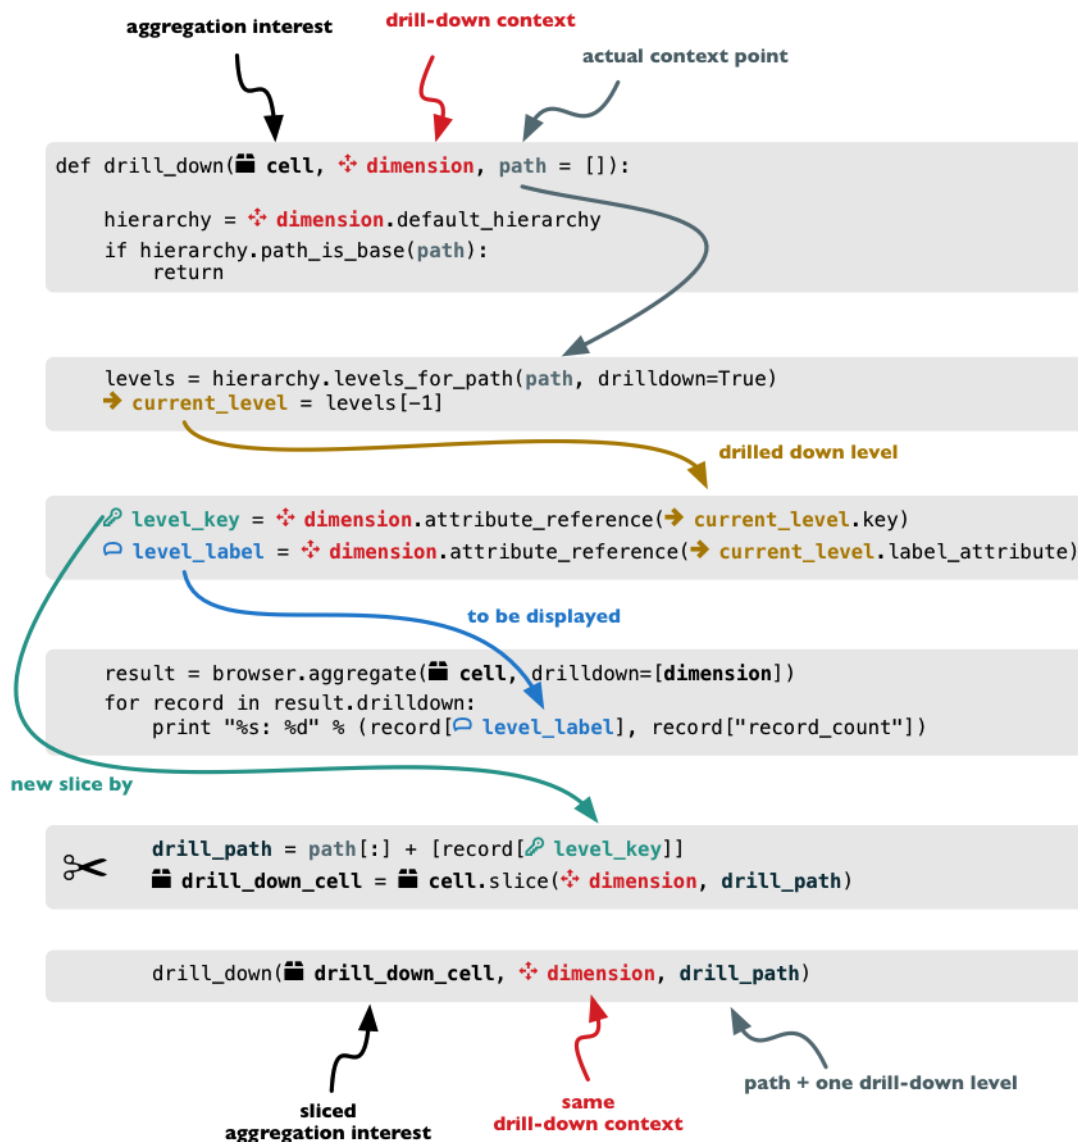 aggregation interest
drill-down context
actual context point
def drill_down(cell, dimension, path = []):
hierarchy = dimension.default_hierarchy
if hierarchy.path_is_base(path):
return
levels = hierarchy.levels_for_path(path, drilldown=True)
current_level = levels[-1]
drilled down level
level_key = dimension.attribute_reference(current_level.key)
level_label = dimension.attribute_reference(current_level.label_attribute)
to be displayed
result = browser.aggregate(cell, drilldown=[dimension])
for record in result.drilldown:
print "%s: %d" % (record[level_label], record["record_count"])
new slice by
drill_path = path[:] + [record[level_key]]
drill_down_cell = cell.slice(dimension, drill_path)
drill_down(drill_down_cell, dimension, drill_path)
path + one drill-down level
sliced
aggregation interest
same
drill-down context